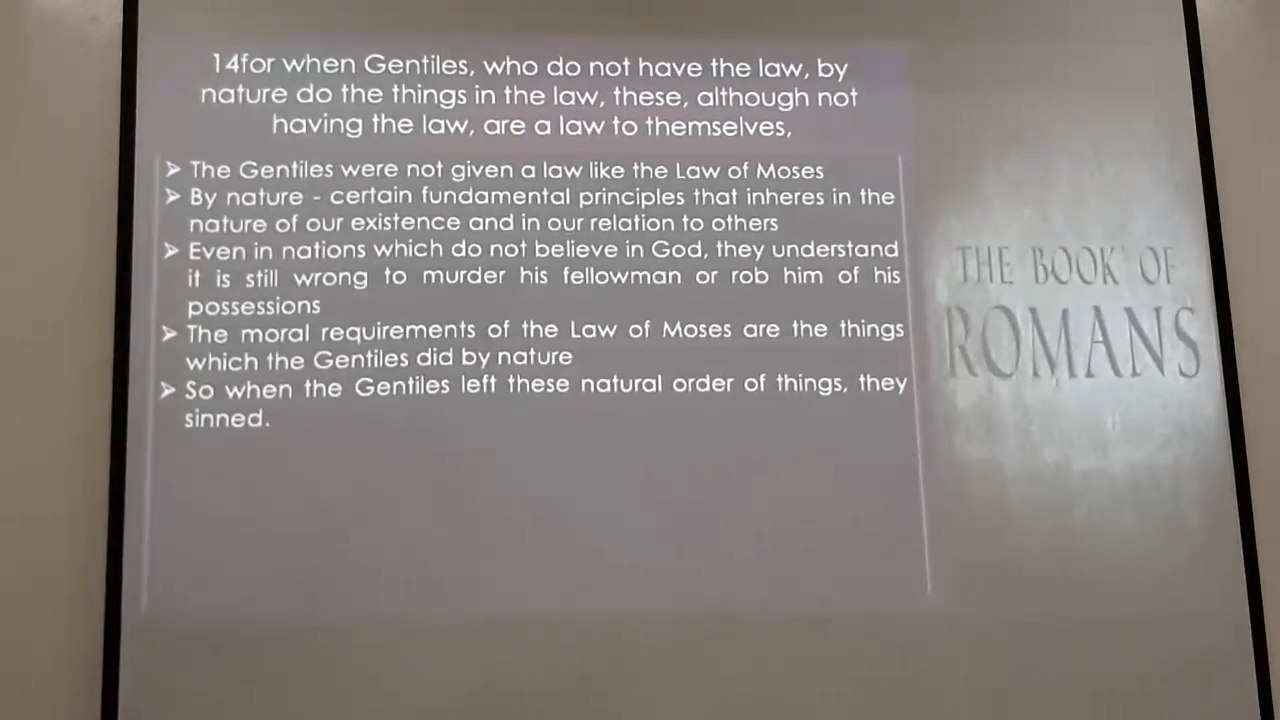 14for when Gentiles, who do not have the law, by
nature do the things in the law, these, although not
having the law, are a law to themselves,
➢ The Gentiles were not given a law like the Law of Moses
➢ By nature - certain fundamental principles that inheres in the
nature of our existence and in our relation to others
➢ Even in nations which do not believe in God, they understand
it is still wrong to murder his fellowman or rob him of his
possessions
➢ The moral requirements of the Law of Moses are the things
which the Gentiles did by nature
➢ So when the Gentiles left these natural order of things, they
sinned.
THE BOOK OF
ROMANS